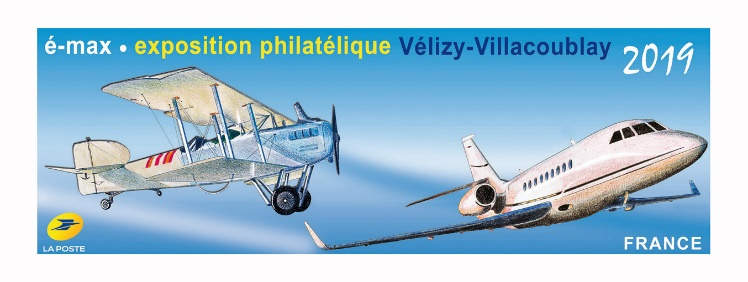 é-max • exposition philatélique Vélizy-Villacoublay 2019
LA POSTE
FRANCE